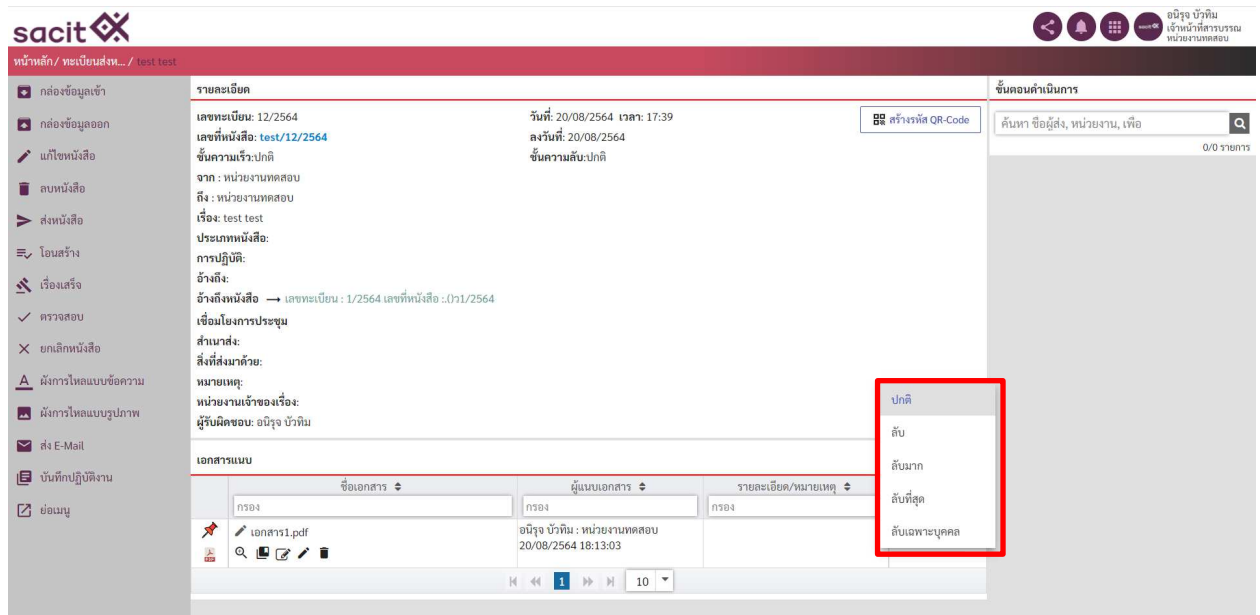 sacit
อนิรุจ บัวทิม
เจ้าหน้าที่สารบรรณ
หน่วยงานทดสอบ
หน้าหลัก/ ทะเบียนส่งห... / test test
กล่องข้อมูลเข้า
กล่องข้อมูลออก
แก้ไขหนังสือ
ลบหนังสือ
ส่งหนังสือ
โอนสร้าง
เรื่องเสร็จ
ตรวจสอบ
ยกเลิกหนังสือ
ผังการไหลแบบข้อความ
ผังการไหลแบบรูปภาพ
ส่ง E-Mail
บันทึกปฏิบัติงาน
ย่อเมนู
รายละเอียด
เลขทะเบียน: 12/2564 วันที่: 20/08/2564 เวลา: 17:39
สร้างรหัส QR-Code
เลขที่หนังสือ: test/12/2564 ลงวันที่: 20/08/2564
ชั้นความเร็ว:ปกติ ชั้นความลับ:ปกติ
จาก : หน่วยงานทดสอบ
ถึง : หน่วยงานทดสอบ
เรื่อง: test test
ประเภทหนังสือ:
การปฏิบัติ:
อ้างถึง:
อ้างถึงหนังสือ → เลขทะเบียน : 1/2564 เลขที่หนังสือ :.()ว1/2564
เชื่อมโยงการประชุม
สำเนาส่ง:
สิ่งที่ส่งมาด้วย:
หมายเหตุ:
หน่วยงานเจ้าของเรื่อง:
ผู้รับผิดชอบ: อนิรุจ บัวทิม
เอกสารแนบ
ชื่อเอกสาร ผู้แนบเอกสาร รายละเอียด/หมายเหตุ
กรอง กรอง กรอง
เอกสาร1.pdf อนิรุจ บัวทิม : หน่วยงานทดสอบ
20/08/2564 18:13:03
1 10
ปกติ
ลับ
ลับมาก
ลับที่สุด
ลับเฉพาะบุคคล
ขั้นตอนดำเนินการ
ค้นหา ชื่อผู้ส่ง, หน่วยงาน, เพื่อ
0/0 รายการ